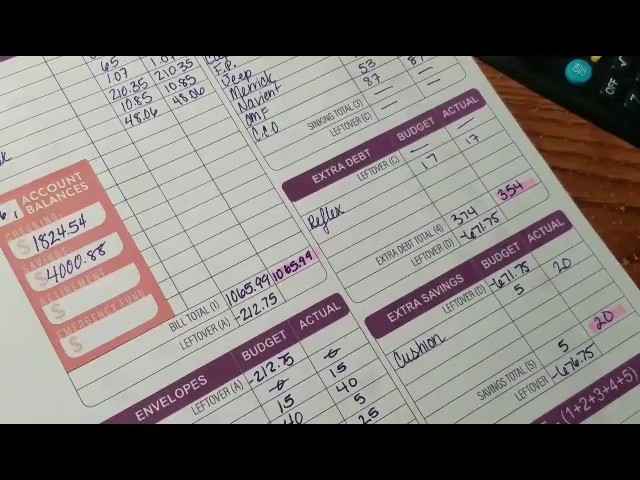 65
1.07
210.35 210.35
10.85 10.85
48.06 48.06
ACCOUNT
BALANCES
CHECKING
$ 1824.54
SAVINGS
$ 4000.88
RETIREMENT
$
EMERGENCY FUND
$
BILL TOTAL (1) 1065.99 1065.99
LEFTOVER (A) -212.75
ENVELOPES BUDGET ACTUAL
LEFTOVER (A) -212.75
15
15 40
40 5
25
F.P.
Jeep
Merrick 53
Navient 87
OMF
C.C.O
SINKING TOTAL (3)
LEFTOVER (C)
EXTRA DEBT BUDGET ACTUAL
LEFTOVER (C) — —
Reflex 17 17
EXTRA DEBT TOTAL (4) 374 354
LEFTOVER (D) -671.75
EXTRA SAVINGS BUDGET ACTUAL
LEFTOVER (D) -671.75
Cushion 5 20
SAVINGS TOTAL (5) 5 20
LEFTOVER -676.75
(1+2+3+4+5)
OFF